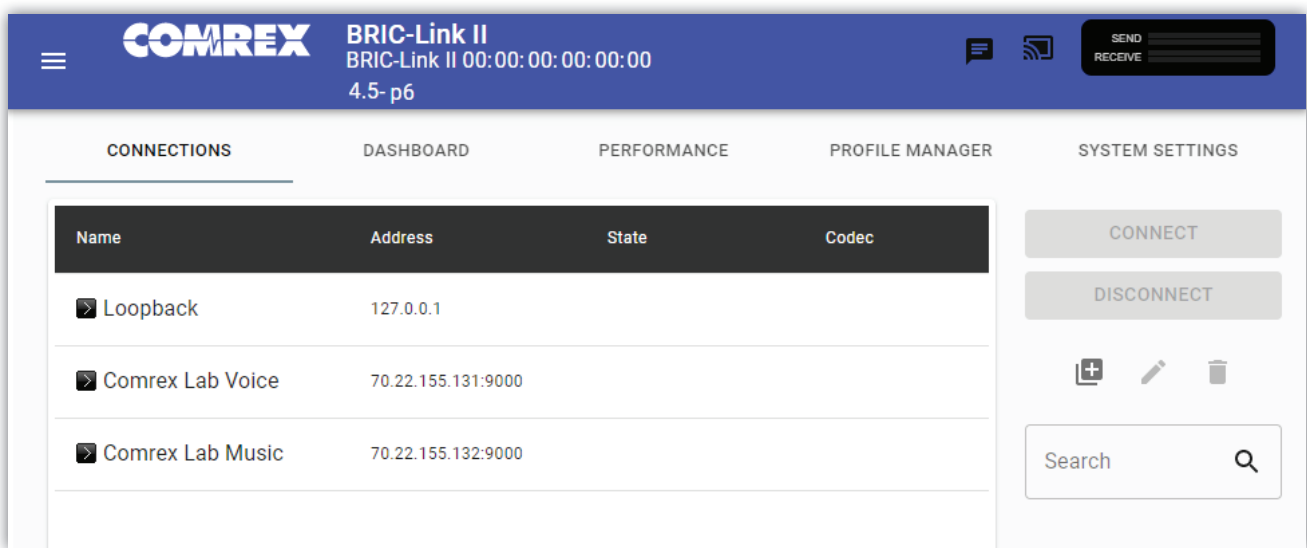 COMREX
BRIC-Link II
BRIC-Link II 00:00:00:00:00:00
4.5- p6
SEND
RECEIVE
CONNECTIONS DASHBOARD PERFORMANCE PROFILE MANAGER SYSTEM SETTINGS
Name Address State Codec
Loopback 127.0.0.1
Comrex Lab Voice 70.22.155.131:9000
Comrex Lab Music 70.22.155.132:9000
CONNECT
DISCONNECT
Search